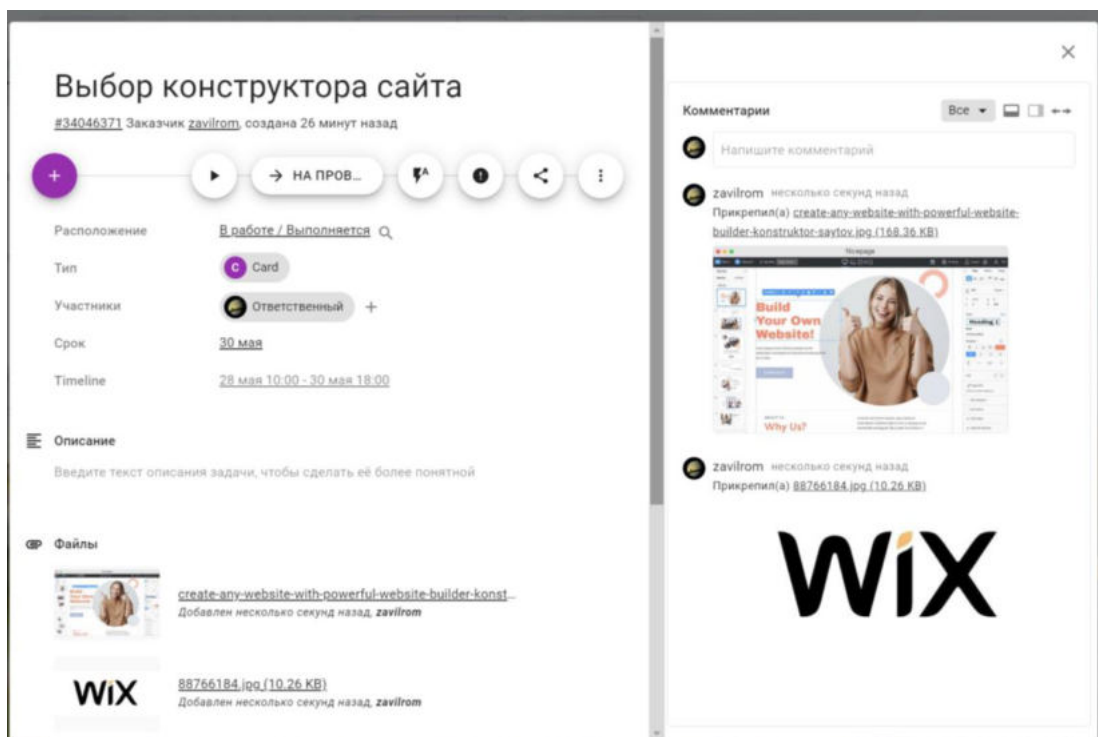 Выбор конструктора сайта
#34046371 Заказчик zavilrom, создана 26 минут назад
+
НА ПРОВ...
Расположение
В работе / Выполняется
Тип
C Card
Участники
Ответственный +
Срок
30 мая
Timeline
28 мая 10:00 - 30 мая 18:00
Описание
Введите текст описания задачи, чтобы сделать её более понятной
Файлы
create-any-website-with-powerful-website-builder-konst...
Добавлен несколько секунд назад, zavilrom
WiX
88766184.jpg (10.26 KB)
Добавлен несколько секунд назад, zavilrom
Комментарии
Все
Напишите комментарий
zavilrom несколько секунд назад
Прикрепил(а) create-any-website-with-powerful-website-
builder-konstruktor-saytov.jpg (168.36 KB)
Nicepage
Build
Your Own
Website!
Heading 1
ABOUT US
Why Us?
zavilrom несколько секунд назад
Прикрепил(а) 88766184.jpg (10.26 KB)
WiX